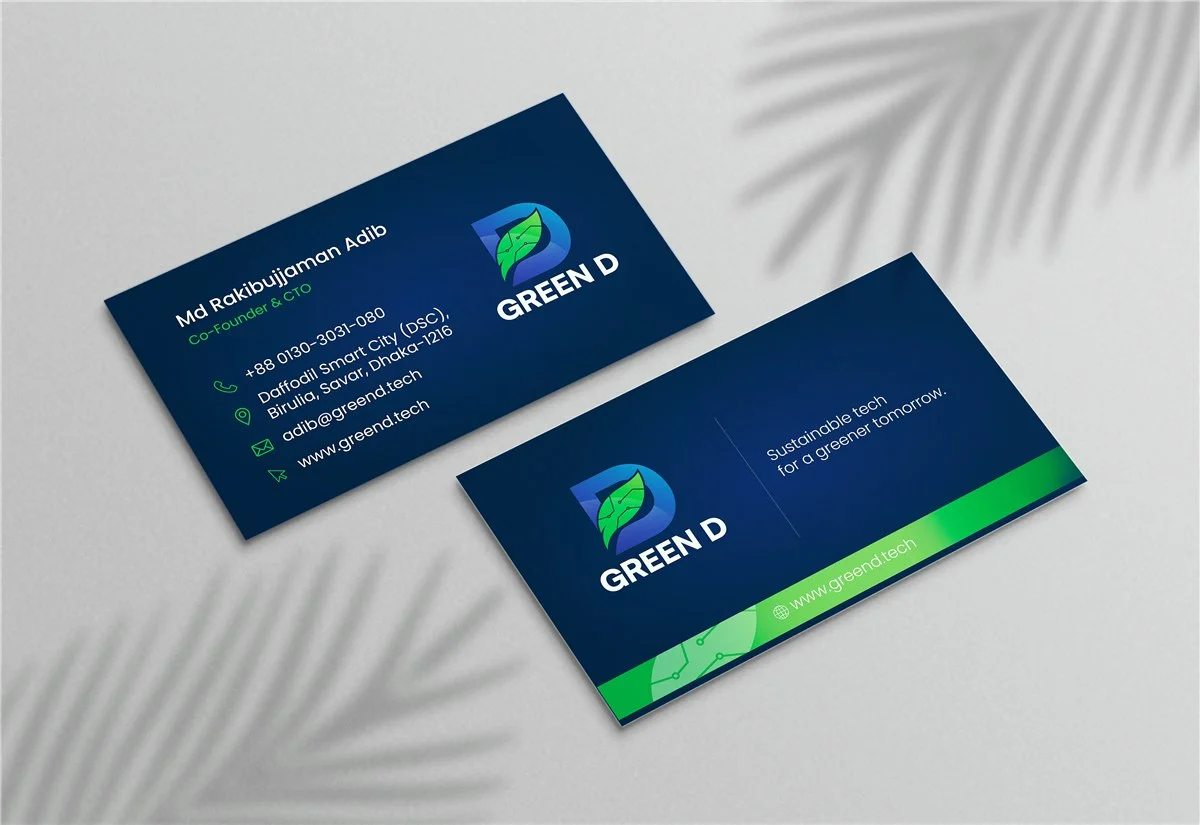 Md Rakibujjaman Adib
Co-Founder & CTO
+88 0130-3031-080
Daffodil Smart City (DSC),
Birulia, Savar, Dhaka-1216
adib@greend.tech
www.greend.tech
GREEN D
GREEN D
Sustainable tech
for a greener tomorrow.
www.greend.tech